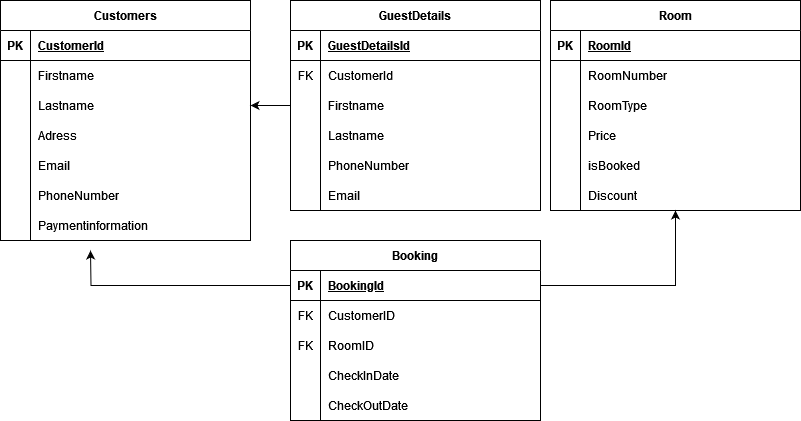 Customers
PK CustomerId
Firstname
Lastname
Adress
Email
PhoneNumber
Paymentinformation
GuestDetails
PK GuestDetailsId
FK CustomerId
Firstname
Lastname
PhoneNumber
Email
Room
PK RoomId
RoomNumber
RoomType
Price
isBooked
Discount
Booking
PK BookingId
FK CustomerID
FK RoomID
CheckInDate
CheckOutDate